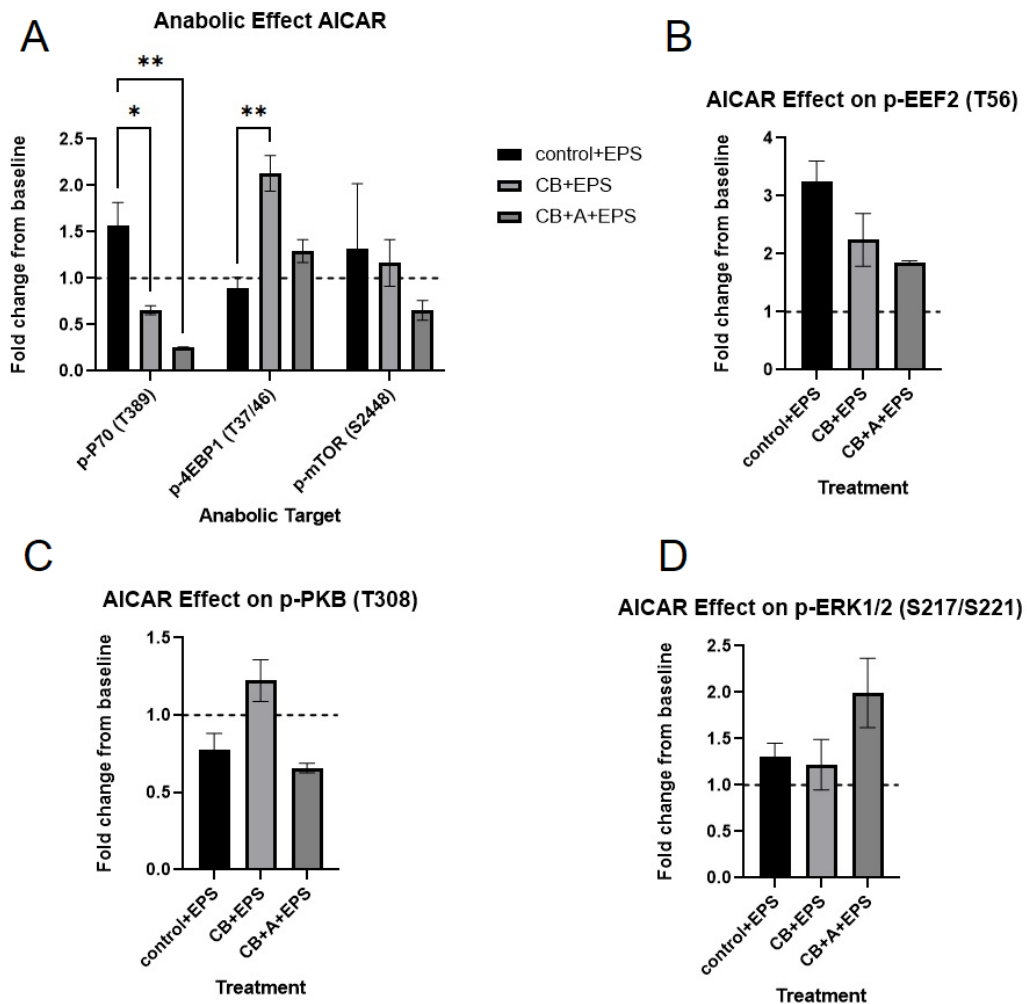 A
Anabolic Effect AICAR
**
*
**
Fold change from baseline
2.5
2.0
1.5
1.0
0.5
0.0
p-P70 (T389)
p-4EBP1 (T37/46)
p-mTOR (S2448)
Anabolic Target
control+EPS
CB+EPS
CB+A+EPS
B
AICAR Effect on p-EEF2 (T56)
Fold change from baseline
4
3
2
1
0
control+EPS
CB+EPS
CB+A+EPS
Treatment
C
AICAR Effect on p-PKB (T308)
Fold change from baseline
1.5
1.0
0.5
0.0
control+EPS
CB+EPS
CB+A+EPS
Treatment
D
AICAR Effect on p-ERK1/2 (S217/S221)
Fold change from baseline
2.5
2.0
1.5
1.0
0.5
0.0
control+EPS
CB+EPS
CB+A+EPS
Treatment